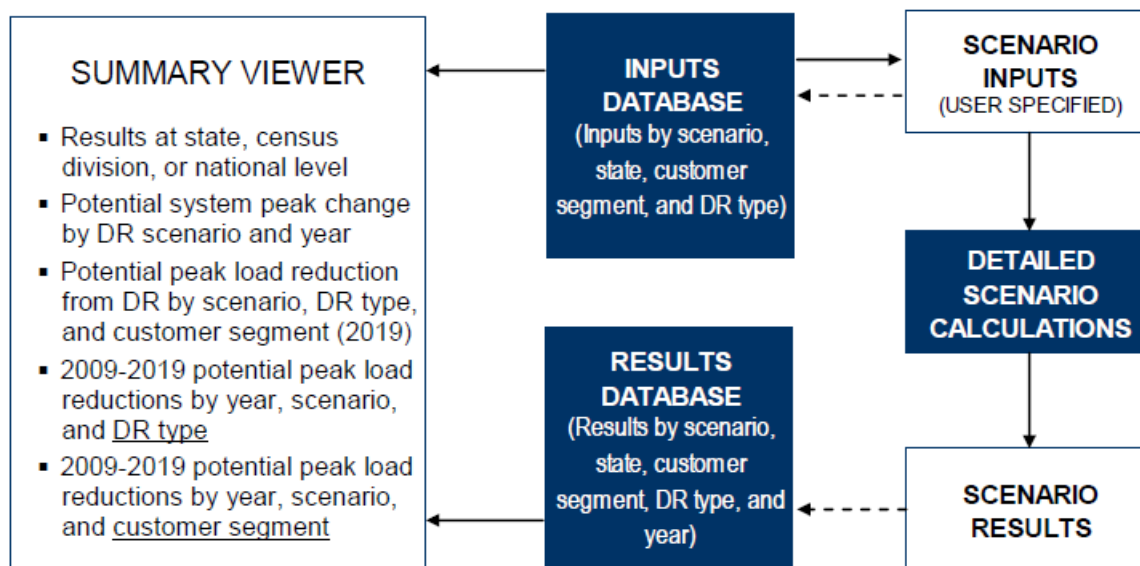 SUMMARY VIEWER
▪ Results at state, census
division, or national level
▪ Potential system peak change
by DR scenario and year
▪ Potential peak load reduction
from DR by scenario, DR type,
and customer segment (2019)
▪ 2009-2019 potential peak load
reductions by year, scenario,
and DR type
▪ 2009-2019 potential peak load
reductions by year, scenario,
and customer segment
INPUTS
DATABASE
(Inputs by scenario,
state, customer
segment, and DR type)
RESULTS
DATABASE
(Results by scenario,
state, customer
segment, DR type, and
year)
SCENARIO
INPUTS
(USER SPECIFIED)
DETAILED
SCENARIO
CALCULATIONS
SCENARIO
RESULTS